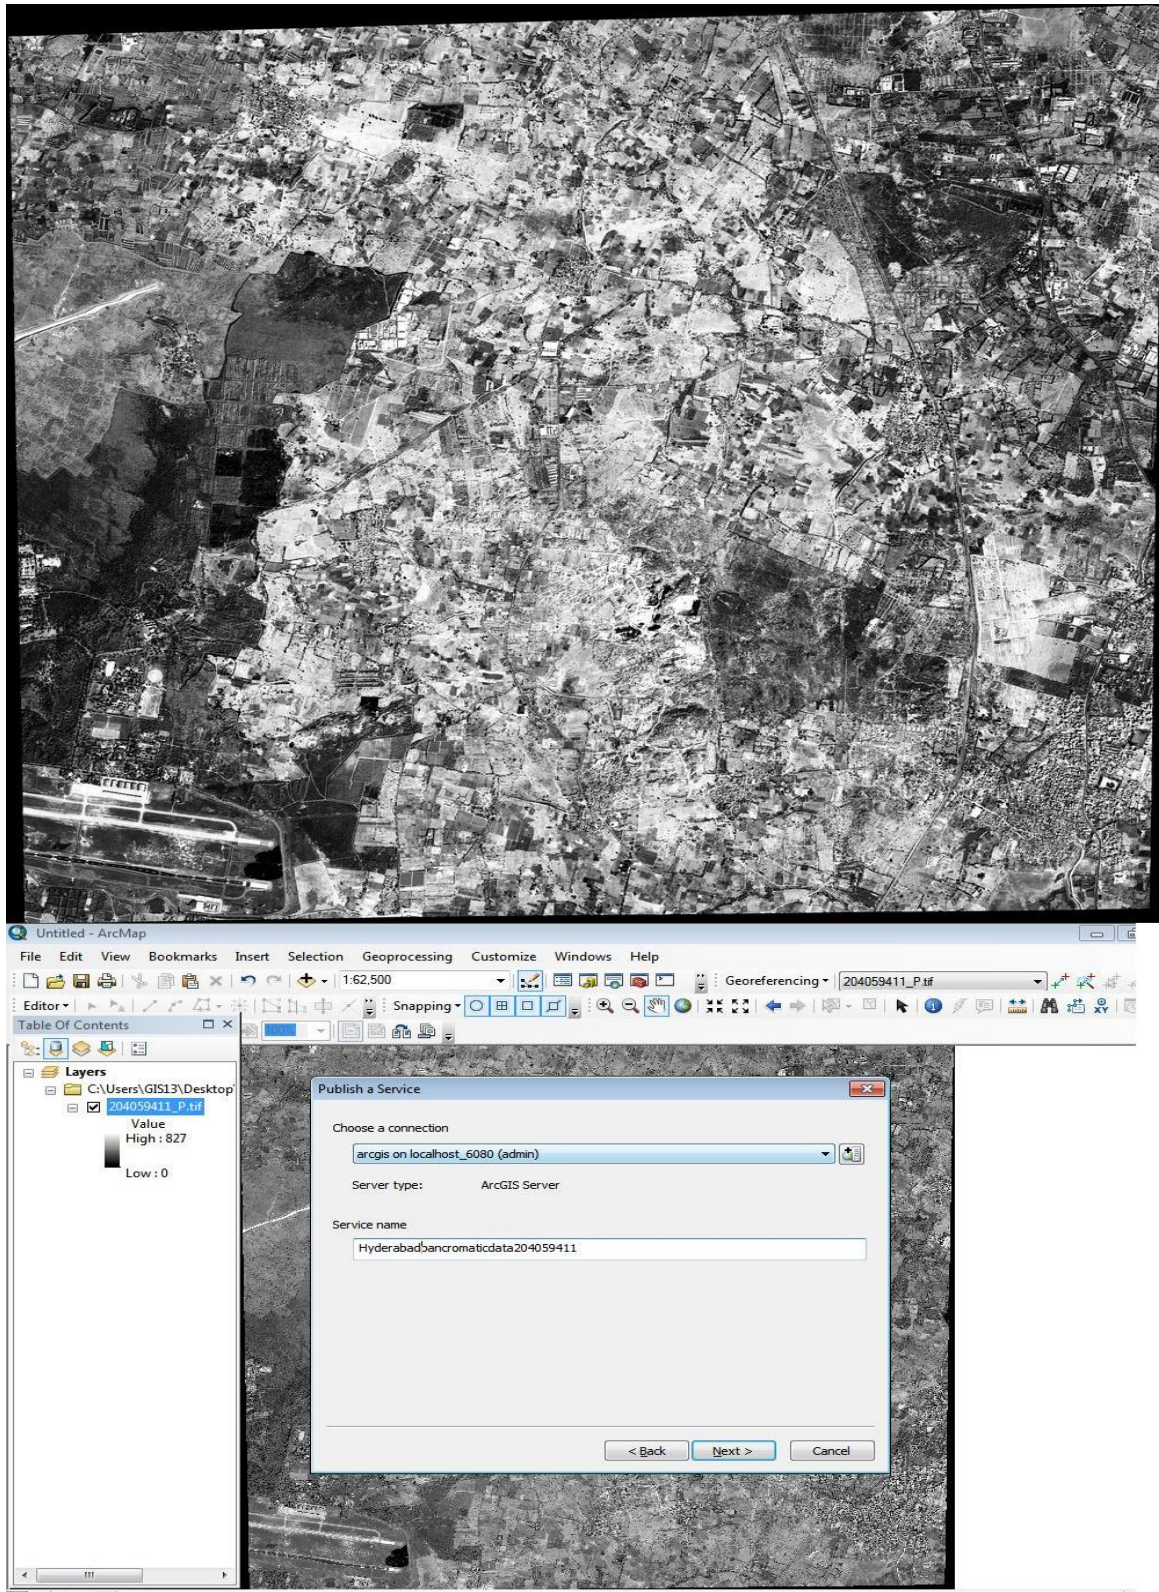 Untitled - ArcMap
File Edit View Bookmarks Insert Selection Geoprocessing Customize Windows Help
1:62,500 Georeferencing 204059411_P.tif
Editor Snapping
Table Of Contents
100%
Layers
C:\Users\GIS13\Desktop
204059411_P.tif
Value
High : 827
Low : 0
Publish a Service
Choose a connection
arcgis on localhost_6080 (admin)
Server type: ArcGIS Server
Service name
Hyderabadpancromaticdata204059411
< Back Next > Cancel